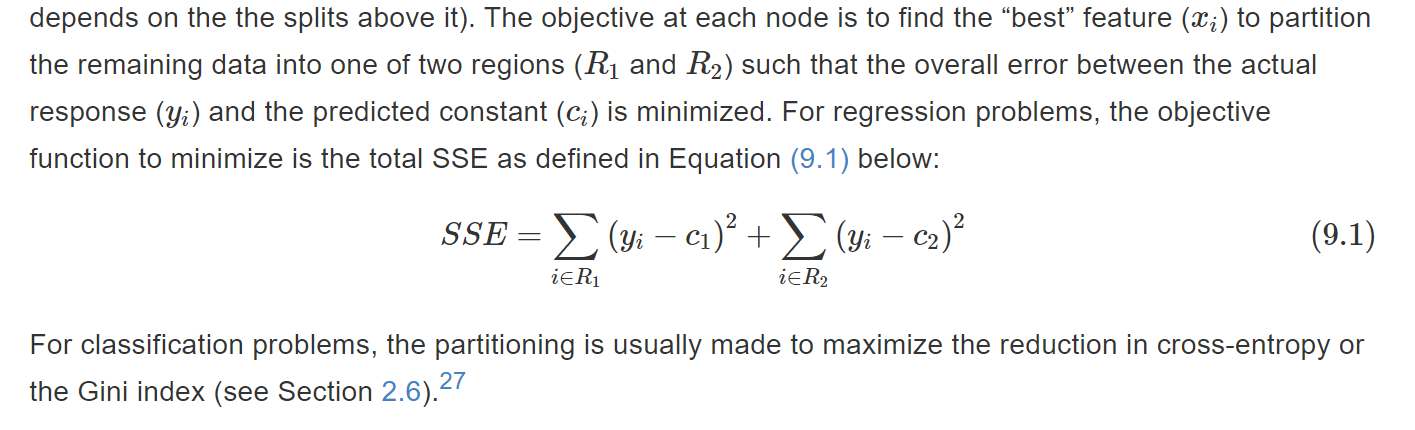 depends on the the splits above it). The objective at each node is to find the “best” feature (xᵢ) to partition
the remaining data into one of two regions (R₁ and R₂) such that the overall error between the actual
response (yᵢ) and the predicted constant (cᵢ) is minimized. For regression problems, the objective
function to minimize is the total SSE as defined in Equation (9.1) below:
SSE = ∑_{i∈R₁} (yᵢ − c₁)² + ∑_{i∈R₂} (yᵢ − c₂)² (9.1)
For classification problems, the partitioning is usually made to maximize the reduction in cross-entropy or
the Gini index (see Section 2.6).²⁷